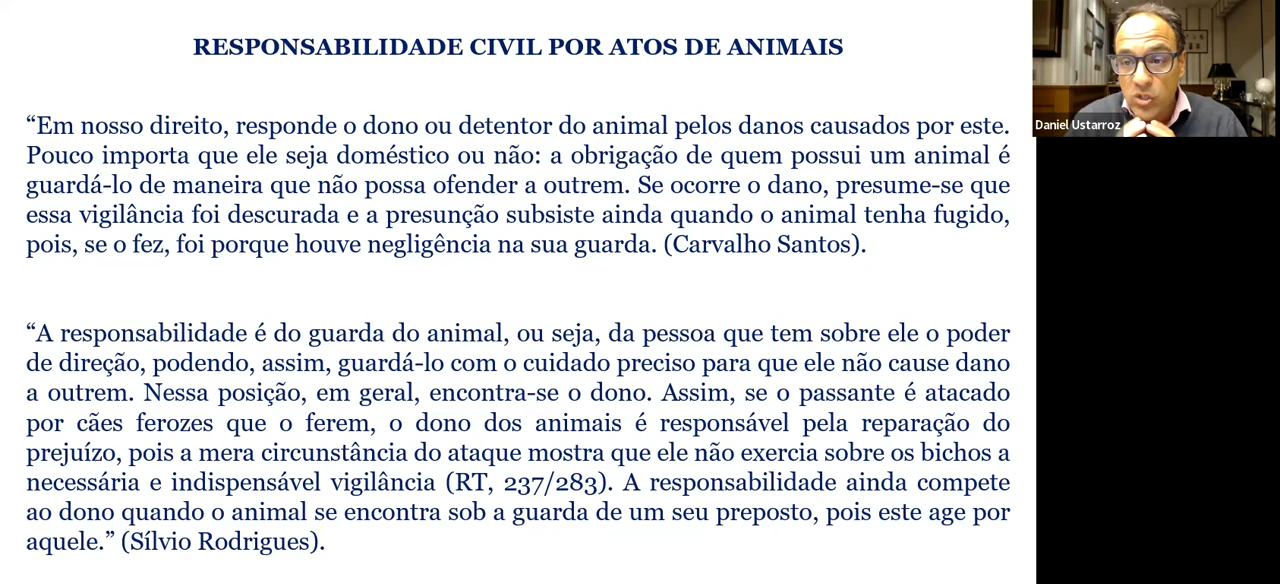 RESPONSABILIDADE CIVIL POR ATOS DE ANIMAIS
“Em nosso direito, responde o dono ou detentor do animal pelos danos causados por este.
Pouco importa que ele seja doméstico ou não: a obrigação de quem possui um animal é
guardá-lo de maneira que não possa ofender a outrem. Se ocorre o dano, presume-se que
essa vigilância foi descurada e a presunção subsiste ainda quando o animal tenha fugido,
pois, se o fez, foi porque houve negligência na sua guarda. (Carvalho Santos).
“A responsabilidade é do guarda do animal, ou seja, da pessoa que tem sobre ele o poder
de direção, podendo, assim, guardá-lo com o cuidado preciso para que ele não cause dano
a outrem. Nessa posição, em geral, encontra-se o dono. Assim, se o passante é atacado
por cães ferozes que o ferem, o dono dos animais é responsável pela reparação do
prejuízo, pois a mera circunstância do ataque mostra que ele não exercia sobre os bichos a
necessária e indispensável vigilância (RT, 237/283). A responsabilidade ainda compete
ao dono quando o animal se encontra sob a guarda de um seu preposto, pois este age por
aquele.” (Sílvio Rodrigues).
Daniel Ustarroz